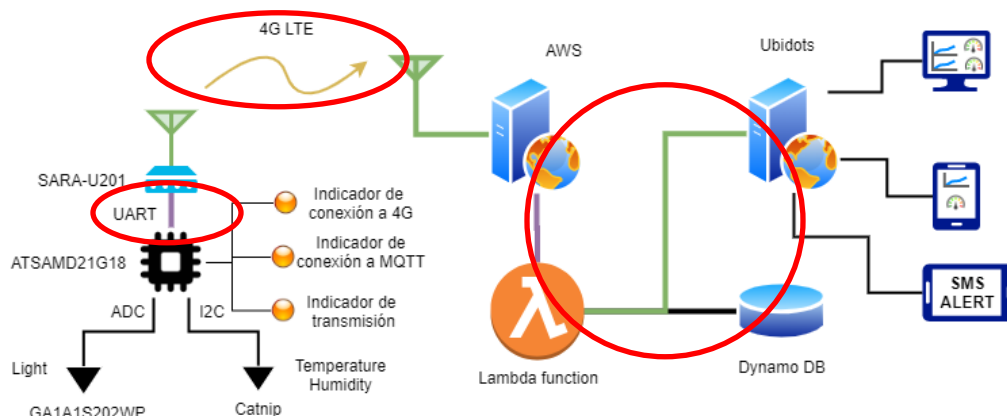 4G LTE
AWS
Ubidots
SARA-U201
UART
ATSAMD21G18
Indicador de
conexión a 4G
Indicador de
conexión a MQTT
Indicador de
transmisión
ADC
I2C
Light
Temperature
Humidity
GA1A1S202WP
Catnip
Lambda function
Dynamo DB
SMS
ALERT